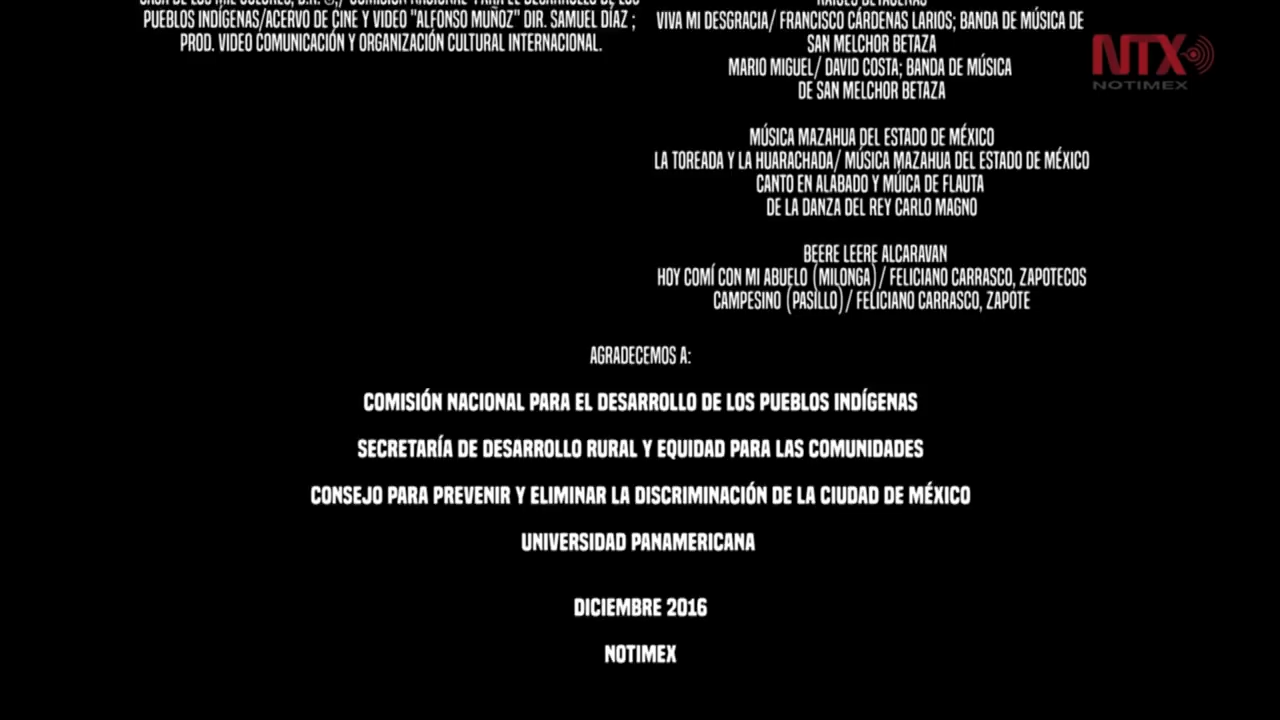 PUEBLOS INDÍGENAS/ACERVO DE CINE Y VIDEO "ALFONSO MUÑOZ" DIR. SAMUEL DÍAZ ;
PROD. VIDEO COMUNICACIÓN Y ORGANIZACIÓN CULTURAL INTERNACIONAL.
VIVA MI DESGRACIA/ FRANCISCO CÁRDENAS LARIOS; BANDA DE MÚSICA DE
SAN MELCHOR BETAZA
MARIO MIGUEL/ DAVID COSTA; BANDA DE MÚSICA
DE SAN MELCHOR BETAZA
NTX
NOTIMEX
MÚSICA MAZAHUA DEL ESTADO DE MÉXICO
LA TOREADA Y LA HUARACHADA/ MÚSICA MAZAHUA DEL ESTADO DE MÉXICO
CANTO EN ALABADO Y MÚICA DE FLAUTA
DE LA DANZA DEL REY CARLO MAGNO
BEERE LEERE ALCARAVAN
HOY COMÍ CON MI ABUELO (MILONGA)/ FELICIANO CARRASCO, ZAPOTECOS
CAMPESINO (PASILLO)/ FELICIANO CARRASCO, ZAPOTE
AGRADECEMOS A:
COMISIÓN NACIONAL PARA EL DESARROLLO DE LOS PUEBLOS INDÍGENAS
SECRETARÍA DE DESARROLLO RURAL Y EQUIDAD PARA LAS COMUNIDADES
CONSEJO PARA PREVENIR Y ELIMINAR LA DISCRIMINACIÓN DE LA CIUDAD DE MÉXICO
UNIVERSIDAD PANAMERICANA
DICIEMBRE 2016
NOTIMEX